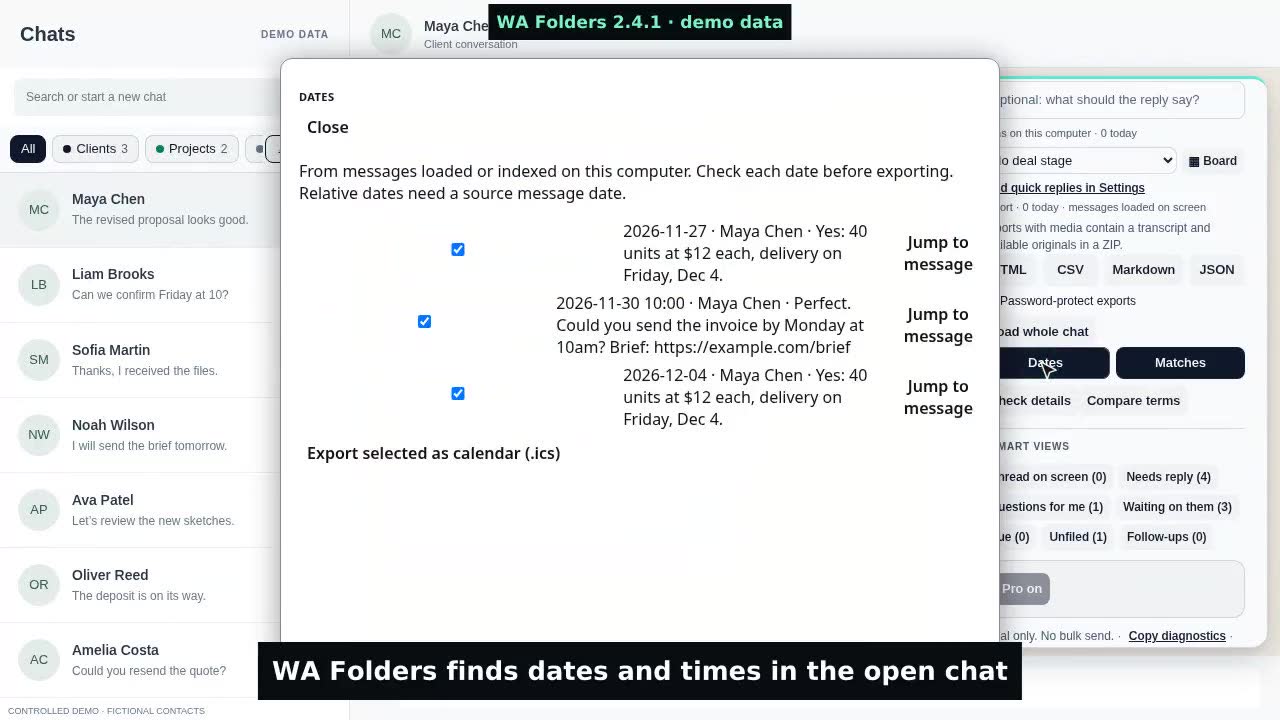 WA Folders 2.4.1 · demo data
Chats
DEMO DATA
Search or start a new chat
All
Clients 3
Projects 2
MC
Maya Chen
The revised proposal looks good.
LB
Liam Brooks
Can we confirm Friday at 10?
SM
Sofia Martin
Thanks, I received the files.
NW
Noah Wilson
I will send the brief tomorrow.
AP
Ava Patel
Let's review the new sketches.
OR
Oliver Reed
The deposit is on its way.
AC
Amelia Costa
Could you resend the quote?
CONTROLLED DEMO · FICTIONAL CONTACTS
MC
Maya Che
Client conversation
DATES
Close
From messages loaded or indexed on this computer. Check each date before exporting.
Relative dates need a source message date.
2026-11-27 · Maya Chen · Yes: 40
units at $12 each, delivery on
Friday, Dec 4.
Jump to
message
2026-11-30 10:00 · Maya Chen · Perfect.
Could you send the invoice by Monday at
10am? Brief: https://example.com/brief
Jump to
message
2026-12-04 · Maya Chen · Yes: 40
units at $12 each, delivery on
Friday, Dec 4.
Jump to
message
Export selected as calendar (.ics)
ptional: what should the reply say?
s on this computer · 0 today
o deal stage
Board
d quick replies in Settings
ort · 0 today · messages loaded on screen
orts with media contain a transcript and
ilable originals in a ZIP.
TML
CSV
Markdown
JSON
Password-protect exports
oad whole chat
Dates
Matches
heck details
Compare terms
MART VIEWS
nread on screen (0)
Needs reply (4)
uestions for me (1)
Waiting on them (3)
ue (0)
Unfiled (1)
Follow-ups (0)
Pro on
al only. No bulk send. · Copy diagnostics ·
WA Folders finds dates and times in the open chat